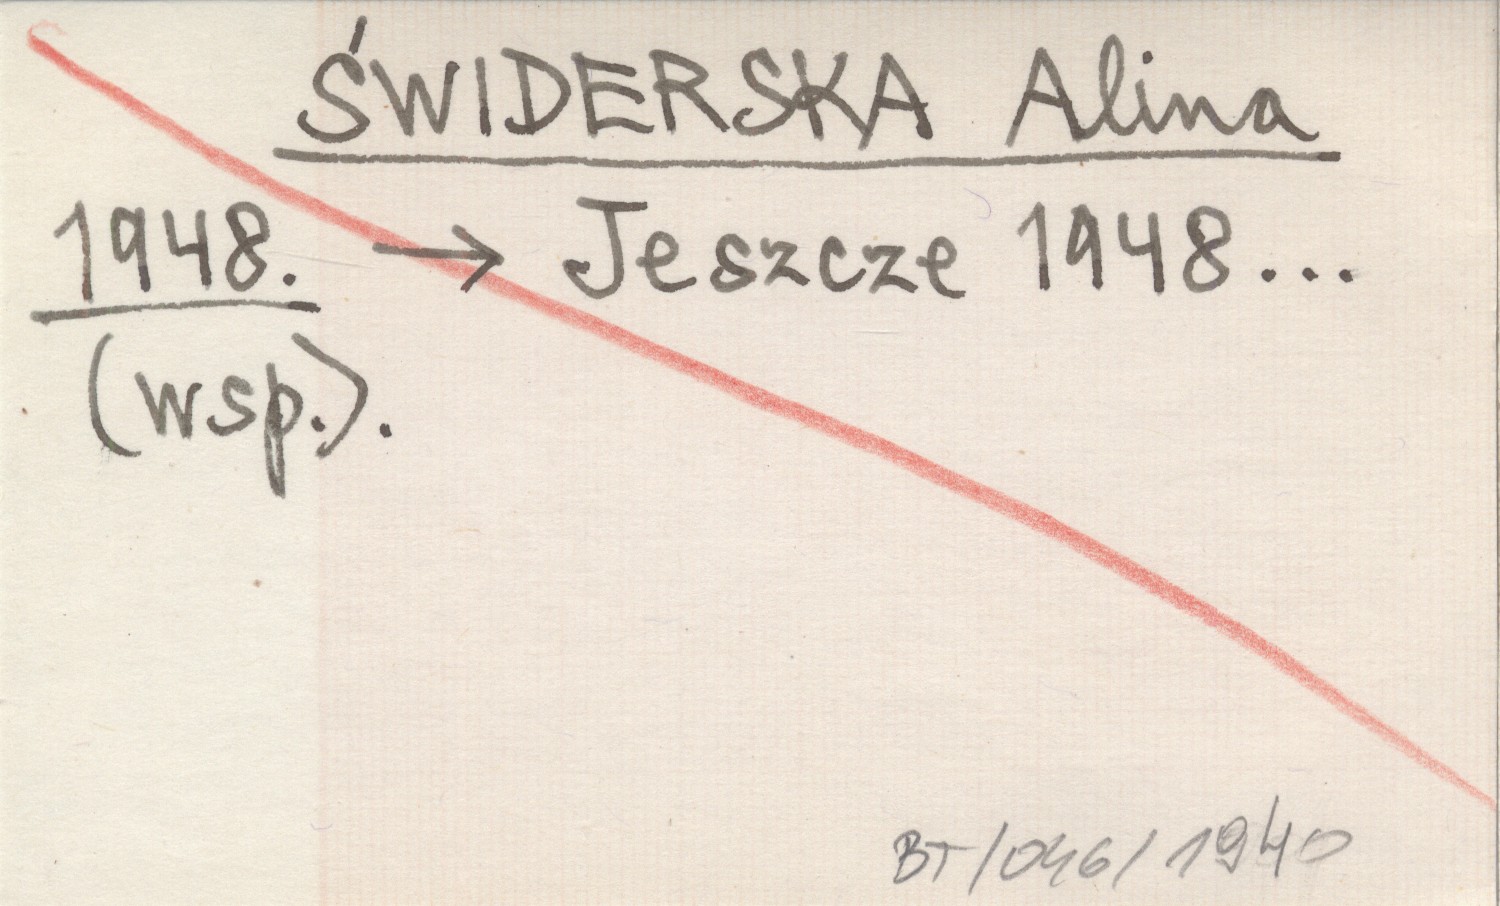 ŚWIDERSKA Alina
1948. → Jeszcze 1948...
(wsp.).
BT/046/1940